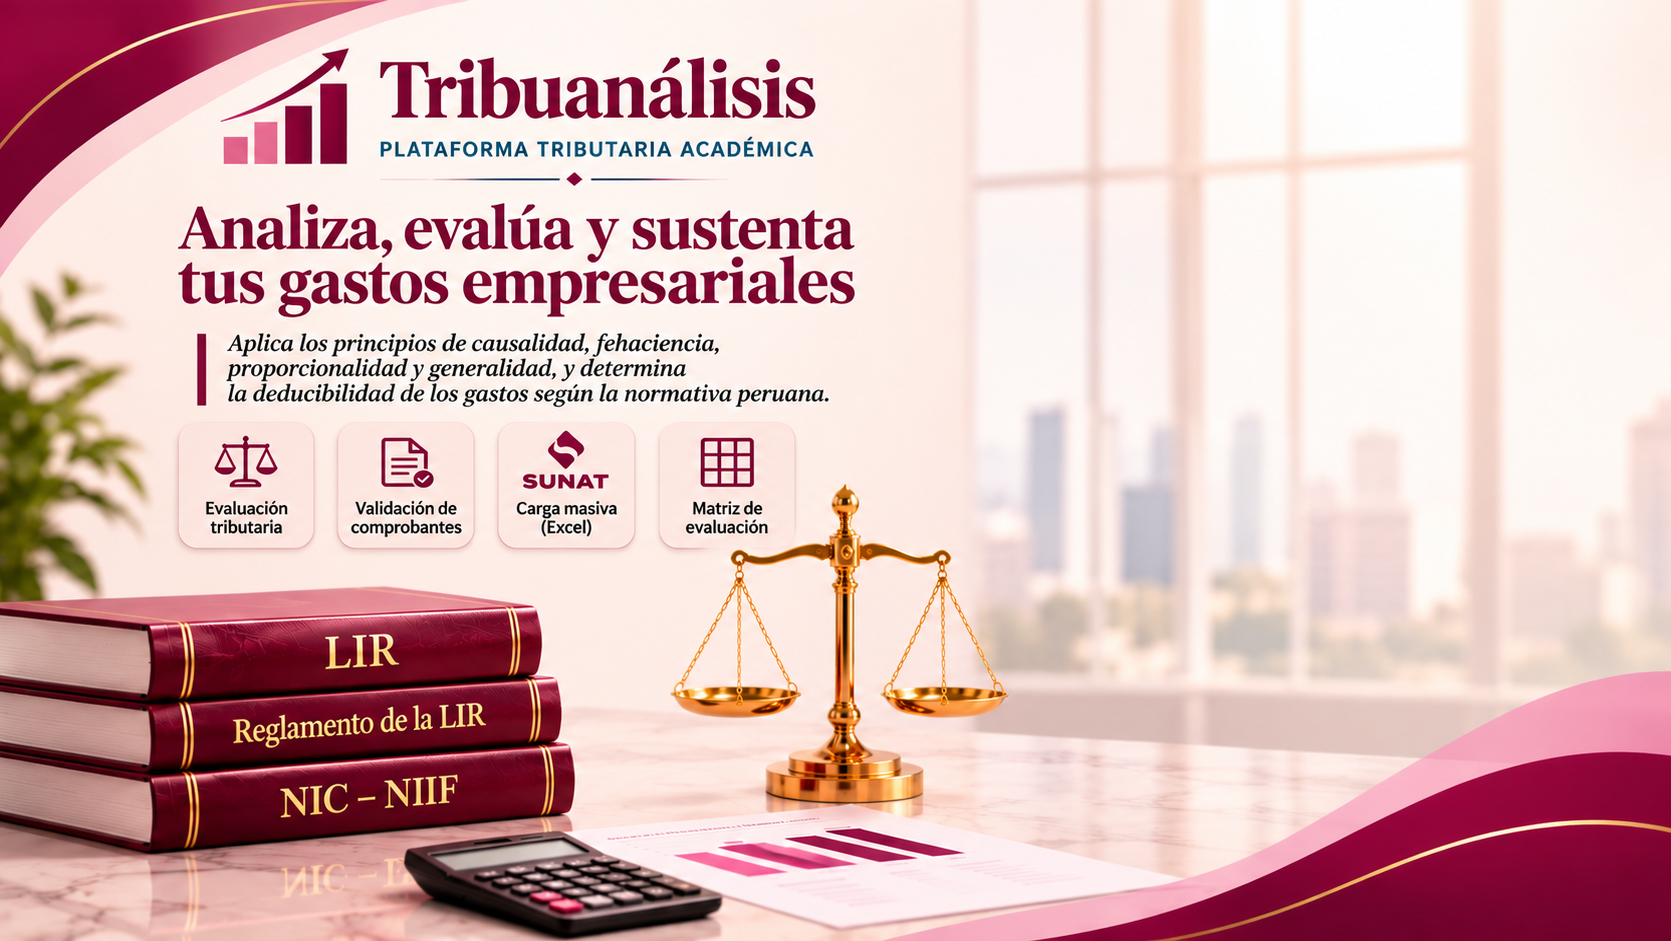 Tribuanálisis
PLATAFORMA TRIBUTARIA ACADÉMICA
Analiza, evalúa y sustenta
tus gastos empresariales
Aplica los principios de causalidad, fehaciencia,
proporcionalidad y generalidad, y determina
la deducibilidad de los gastos según la normativa peruana.
Evaluación
tributaria
Validación de
comprobantes
SUNAT
Carga masiva
(Excel)
Matriz de
evaluación
LIR
Reglamento de la LIR
NIC – NIIF